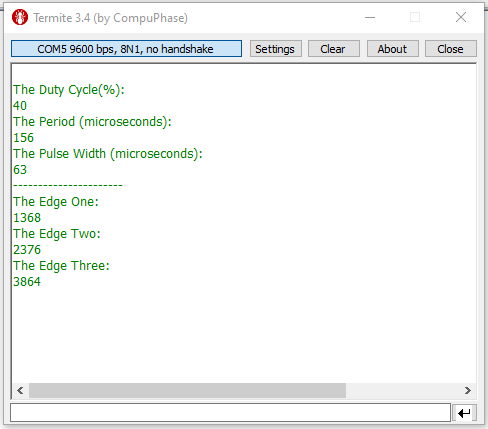 Termite 3.4 (by CompuPhase)
COM5 9600 bps, 8N1, no handshake
Settings
Clear
About
Close
The Duty Cycle(%):
40
The Period (microseconds):
156
The Pulse Width (microseconds):
63
----------------------
The Edge One:
1368
The Edge Two:
2376
The Edge Three:
3864